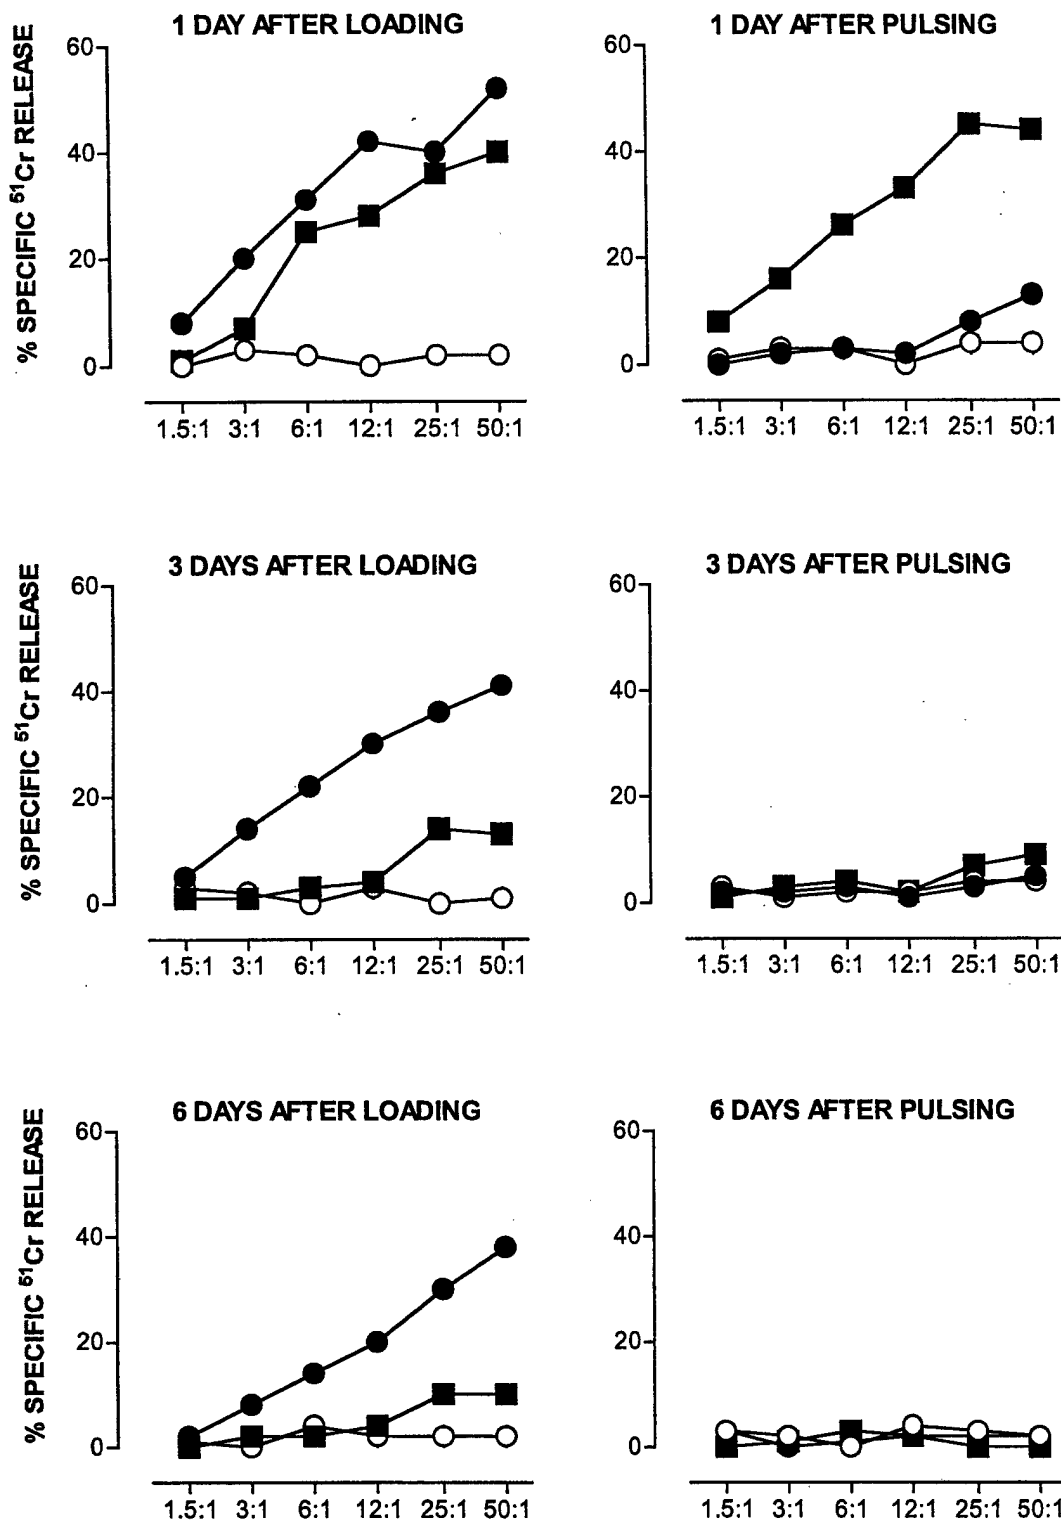 1 DAY AFTER LOADING
1 DAY AFTER PULSING
% SPECIFIC ⁵¹Cr RELEASE
60
40
20
0
1.5:1 3:1 6:1 12:1 25:1 50:1
60
40
20
0
1.5:1 3:1 6:1 12:1 25:1 50:1
3 DAYS AFTER LOADING
3 DAYS AFTER PULSING
% SPECIFIC ⁵¹Cr RELEASE
60
40
20
0
1.5:1 3:1 6:1 12:1 25:1 50:1
60
40
20
0
1.5:1 3:1 6:1 12:1 25:1 50:1
6 DAYS AFTER LOADING
6 DAYS AFTER PULSING
% SPECIFIC ⁵¹Cr RELEASE
60
40
20
0
1.5:1 3:1 6:1 12:1 25:1 50:1
60
40
20
0
1.5:1 3:1 6:1 12:1 25:1 50:1